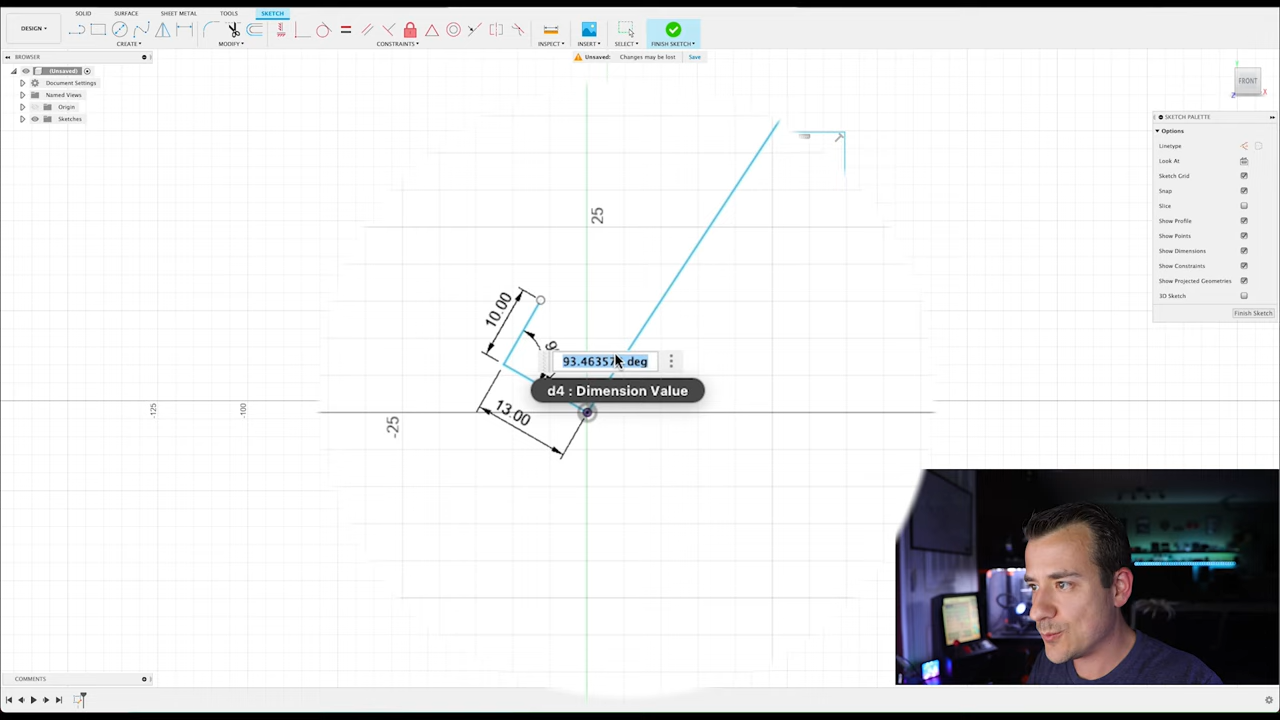 SOLID SURFACE SHEET METAL TOOLS SKETCH
DESIGN▾
CREATE▾ MODIFY▾ CONSTRAINTS▾ INSPECT▾ INSERT▾ SELECT▾ FINISH SKETCH▾
BROWSER
(Unsaved)
Document Settings
Named Views
Origin
Sketches
Unsaved: Changes may be lost Save
FRONT
Z X
SKETCH PALETTE
Options
Linetype
Look At
Sketch Grid
Snap
Slice
Show Profile
Show Points
Show Dimensions
Show Constraints
Show Projected Geometries
3D Sketch
Finish Sketch
25
10.00
deg
d4 : Dimension Value
13.00
-125
-100
-25
COMMENTS